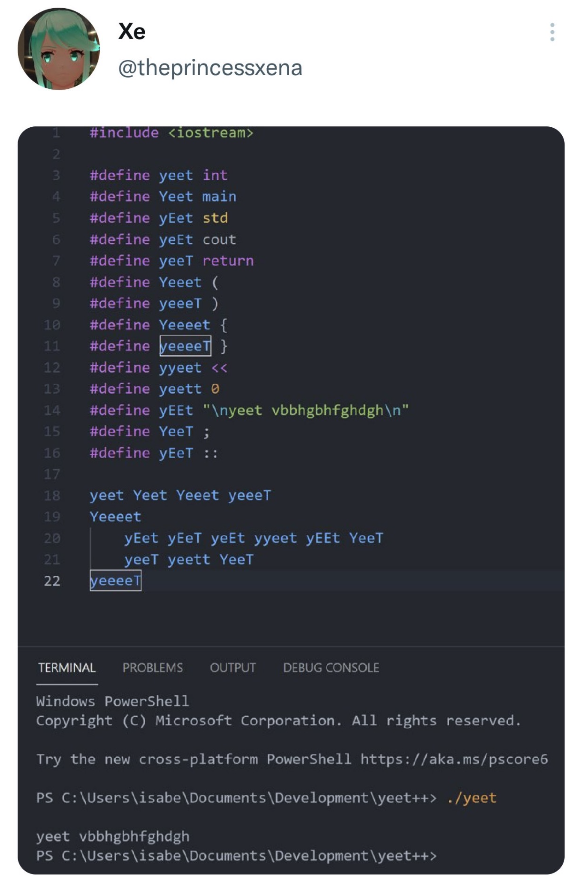 Xe
@theprincessxena
1 #include <iostream>
2
3 #define yeet int
4 #define Yeet main
5 #define yEet std
6 #define yeEt cout
7 #define yeeT return
8 #define Yeeet (
9 #define yeeeT )
10 #define Yeeeet {
11 #define yeeeeT }
12 #define yyeet <<
13 #define yeett 0
14 #define yEEt "\nyeet vbbhgbhfghdgh\n"
15 #define YeeT ;
16 #define yEeT ::
17
18 yeet Yeet Yeeet yeeeT
19 Yeeeet
20 yEet yEeT yeEt yyeet yEEt YeeT
21 yeeT yeett YeeT
22 yeeeeT
TERMINAL PROBLEMS OUTPUT DEBUG CONSOLE
Windows PowerShell
Copyright (C) Microsoft Corporation. All rights reserved.
Try the new cross-platform PowerShell https://aka.ms/pscore6
PS C:\Users\isabe\Documents\Development\yeet++> ./yeet
yeet vbbhgbhfghdgh
PS C:\Users\isabe\Documents\Development\yeet++>